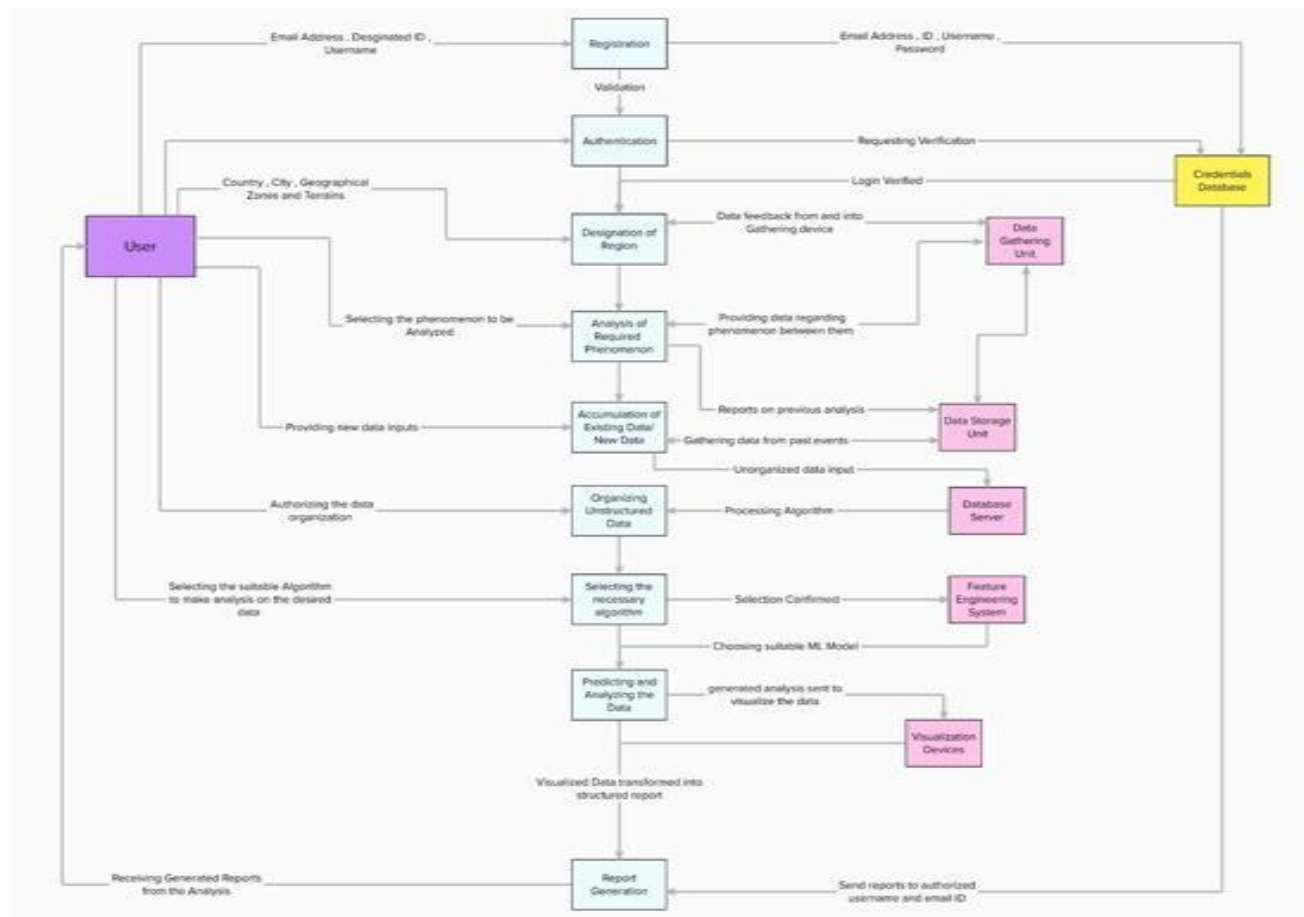 Email Address , Desginated ID ,
Username
Registration
Email Address , ID , Username ,
Password
Validation
Authentication
Requesting Verification
Credentials
Database
Login Verified
Country , City , Geographical
Zones and Terrains
User
Designation of
Region
Data feedback from and into
Gathering device
Data
Gathering
Unit
Selecting the phenomenon to be
Analyzed
Analysis of
Required
Phenomenon
Providing data regarding
phenomenon between them
Reports on previous analysis
Data Storage
Unit
Accumulation of
Existing Data/
New Data
Providing new data inputs
Gathering data from past events
Unorganized data input
Authorizing the data
organization
Organizing
Unstructured
Data
Processing Algorithm
Database
Server
Selecting the suitable Algorithm
to make analysis on the desired
data
Selecting the
necessary
algorithm
Selection Confirmed
Feature
Engineering
System
Choosing suitable ML Model
Predicting and
Analyzing the
Data
generated analysis sent to
visualize the data
Visualization
Devices
Visualized Data transformed into
structured report
Receiving Generated Reports
from the Analysis
Report
Generation
Send reports to authorized
username and email ID